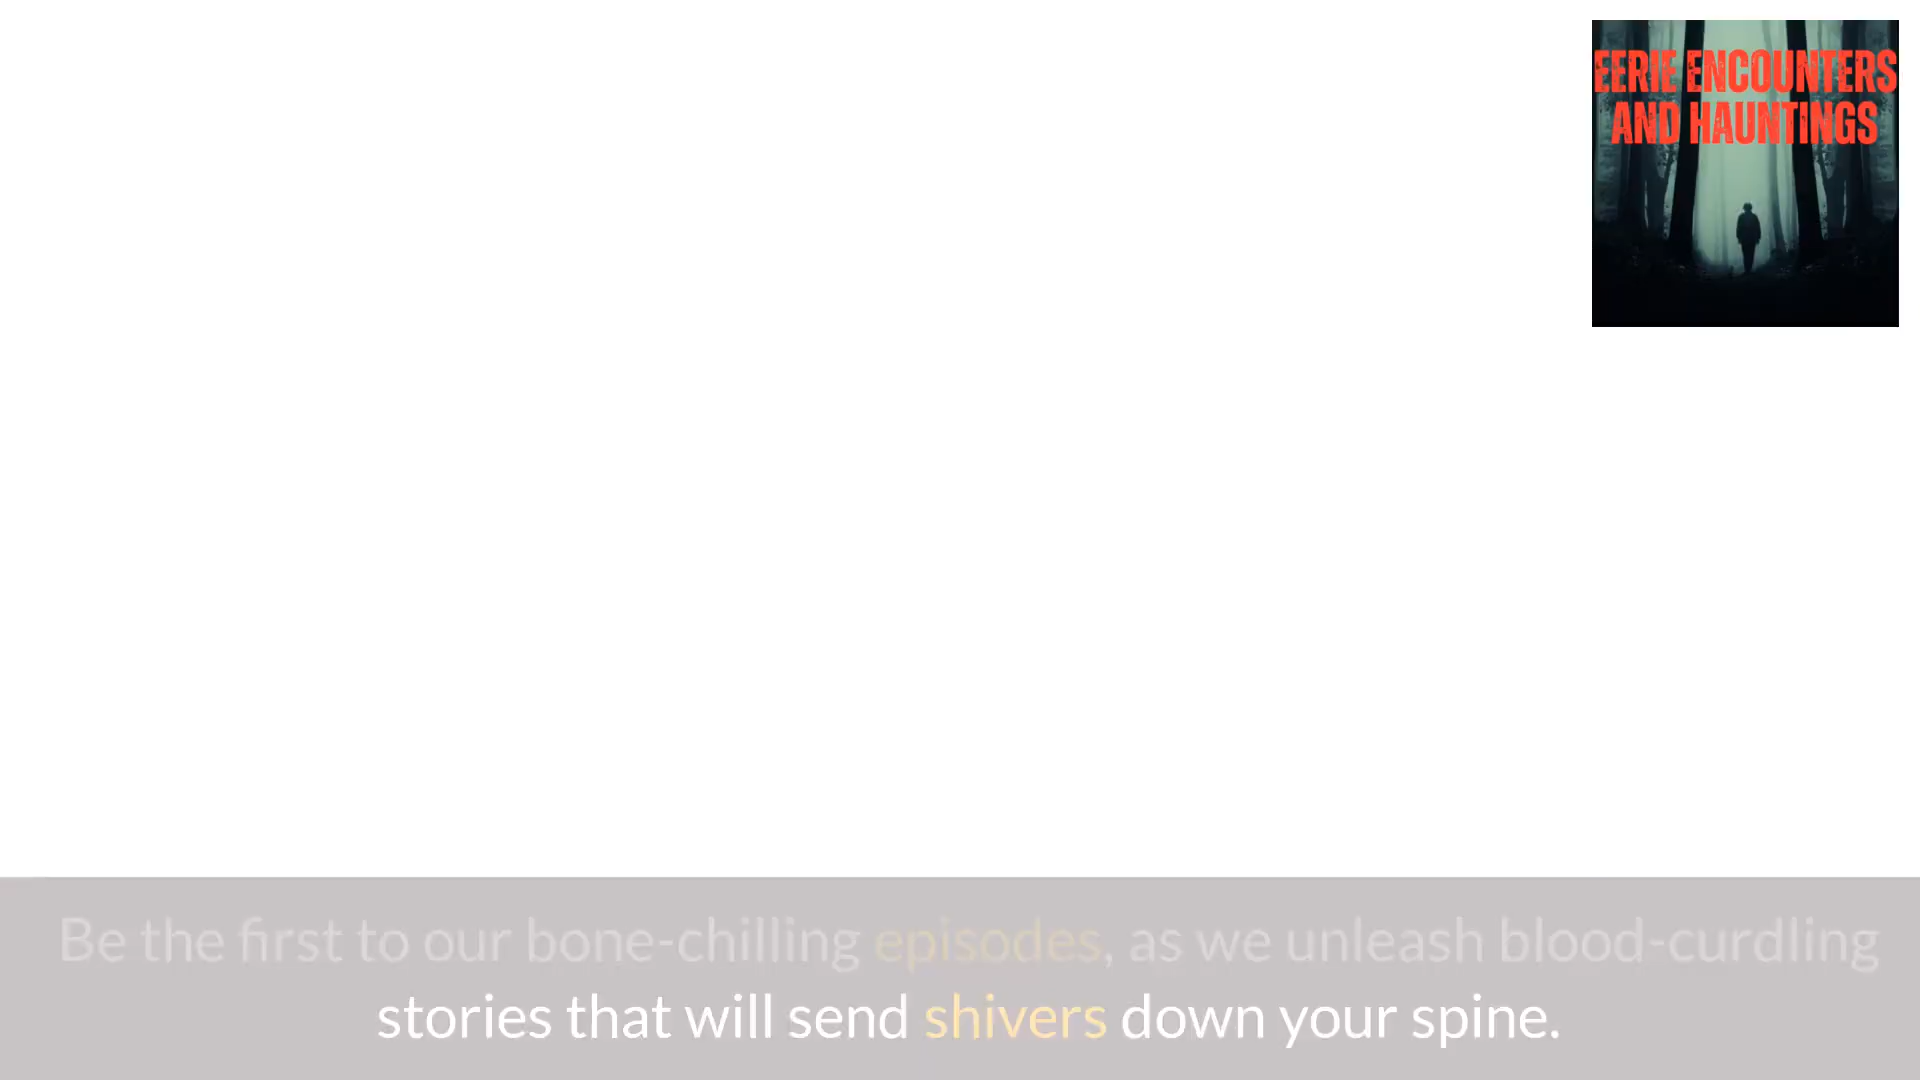 EERIE ENCOUNTERS
AND HAUNTINGS
Be the first to our bone-chilling episodes, as we unleash blood-curdling
stories that will send shivers down your spine.